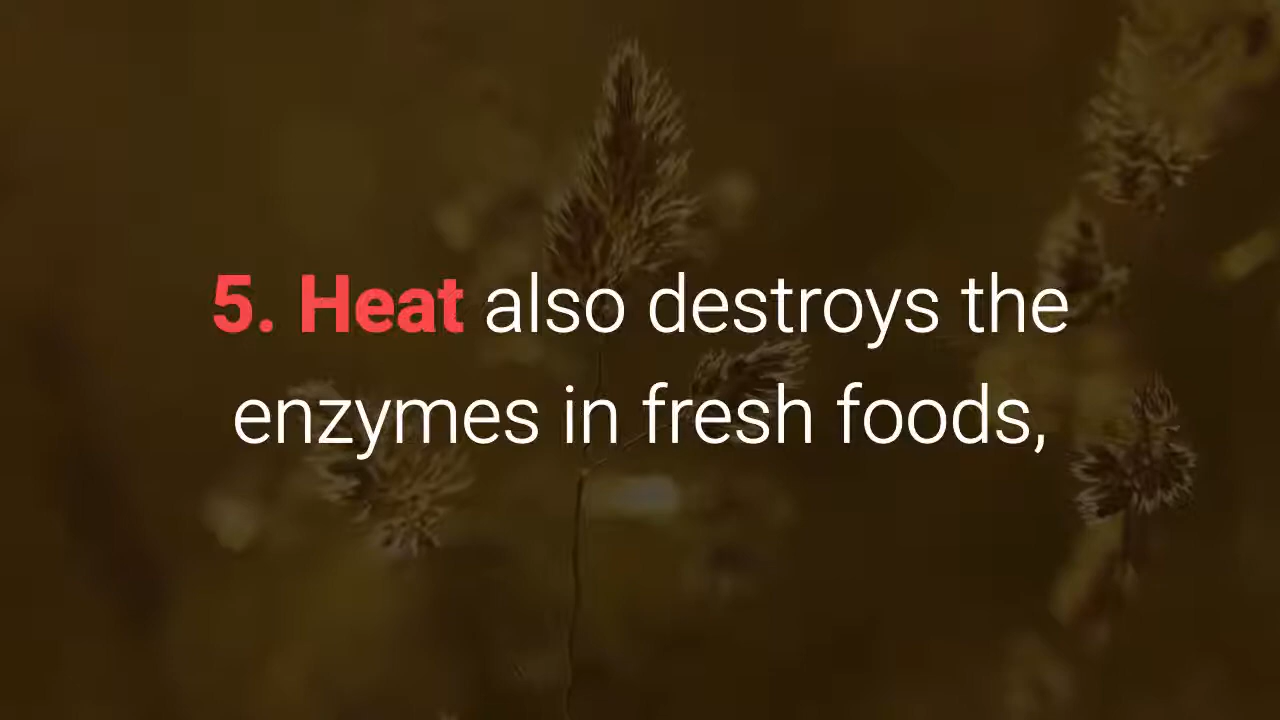 5. Heat also destroys the
enzymes in fresh foods,